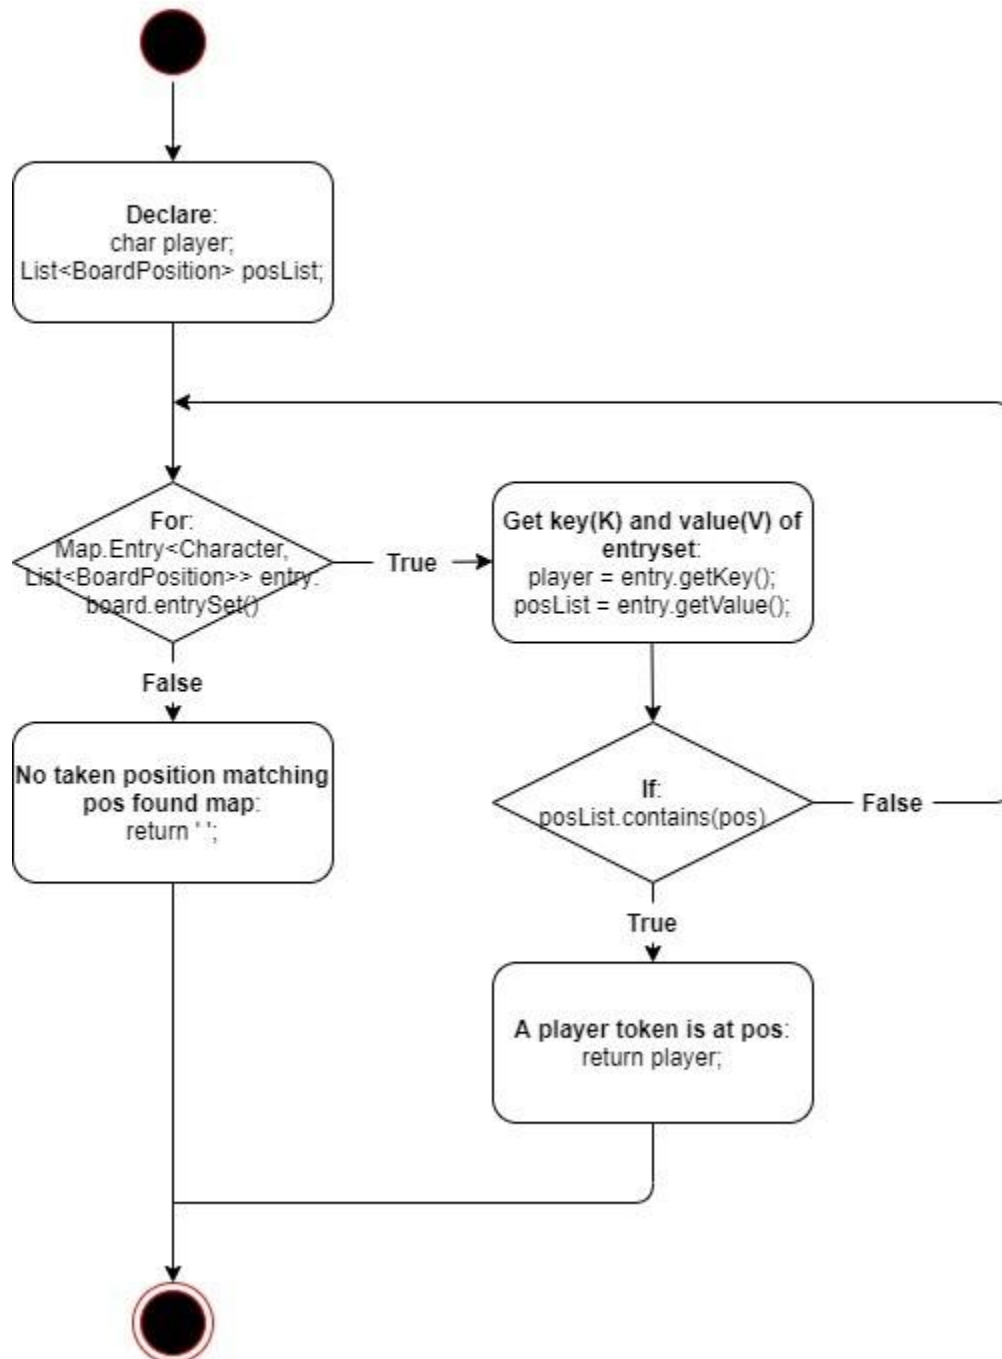 Declare:
char player;
List<BoardPosition> posList;
For:
Map.Entry<Character,
List<BoardPosition>> entry:
board.entrySet()
True
Get key(K) and value(V) of
entryset:
player = entry.getKey();
posList = entry.getValue();
False
No taken position matching
pos found map:
return ' ';
If:
posList.contains(pos)
False
True
A player token is at pos:
return player;